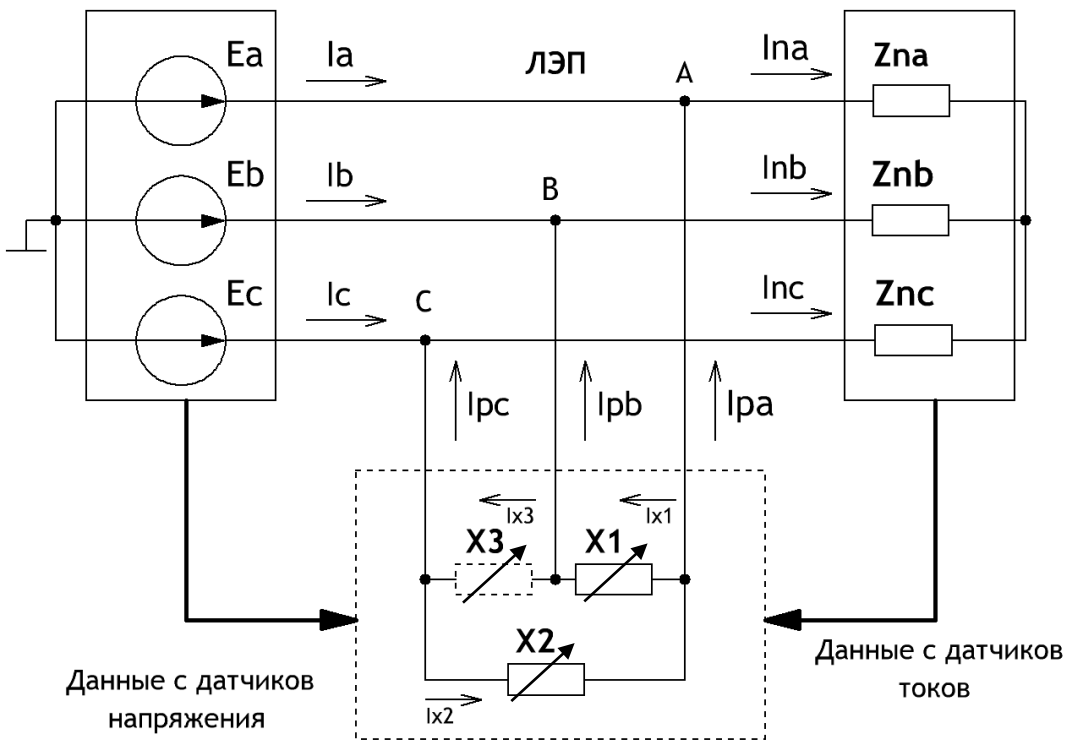 Ea
Ia
ЛЭП
A
Ina
Zna
Eb
Ib
B
Inb
Znb
Ec
Ic
C
Inc
Znc
Ipc
Ipb
Ipa
Ix3
Ix1
X3
X1
X2
Ix2
Данные с датчиков
напряжения
Данные с датчиков
токов